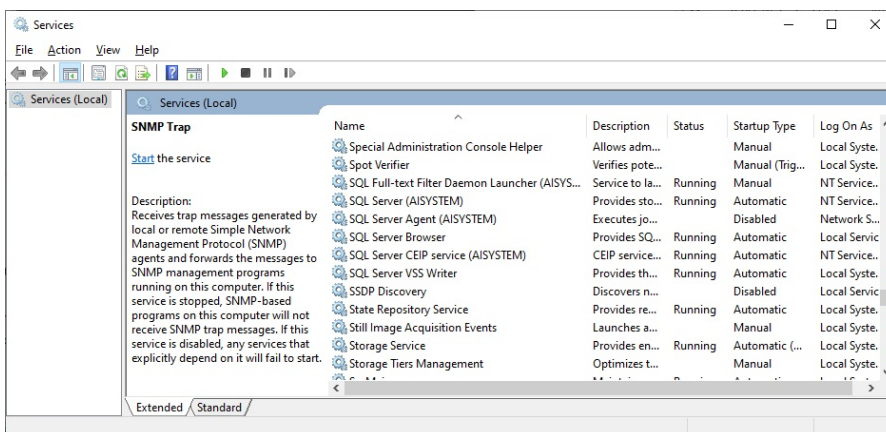 Services
File Action View Help
Services (Local)
Services (Local)
SNMP Trap
Start the service
Description:
Receives trap messages generated by
local or remote Simple Network
Management Protocol (SNMP)
agents and forwards the messages to
SNMP management programs
running on this computer. If this
service is stopped, SNMP-based
programs on this computer will not
receive SNMP trap messages. If this
service is disabled, any services that
explicitly depend on it will fail to start.
Name Description Status Startup Type Log On As
Special Administration Console Helper Allows adm... Manual Local Syste.
Spot Verifier Verifies pote... Manual (Trig... Local Syste.
SQL Full-text Filter Daemon Launcher (AISYS... Service to la... Running Manual NT Service..
SQL Server (AISYSTEM) Provides sto... Running Automatic NT Service..
SQL Server Agent (AISYSTEM) Executes jo... Disabled Network S...
SQL Server Browser Provides SQ... Running Automatic Local Servic
SQL Server CEIP service (AISYSTEM) CEIP service... Running Automatic NT Service..
SQL Server VSS Writer Provides th... Running Automatic Local Syste.
SSDP Discovery Discovers n... Disabled Local Servic
State Repository Service Provides re... Running Automatic Local Syste.
Still Image Acquisition Events Launches a... Manual Local Syste.
Storage Service Provides en... Running Automatic (... Local Syste.
Storage Tiers Management Optimizes t... Manual Local Syste.
Extended Standard